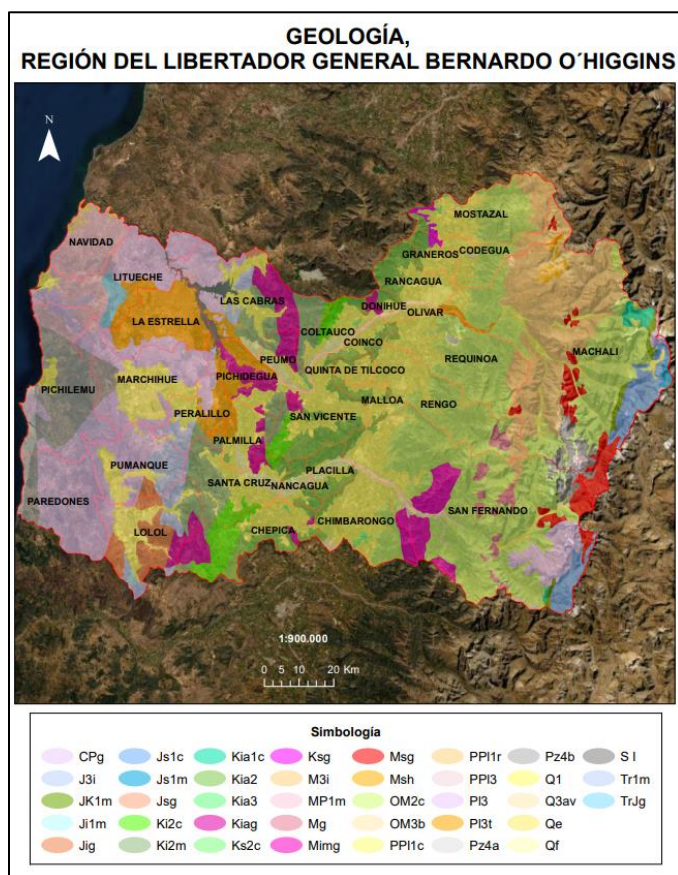 GEOLOGÍA,
REGIÓN DEL LIBERTADOR GENERAL BERNARDO O´HIGGINS
N
MOSTAZAL
NAVIDAD
GRANEROS CODEGUA
LITUECHE
RANCAGUA
LAS CABRAS
DONIHUE
LA ESTRELLA
OLIVAR
COLTAUCO
COINCO
PEUMO
REQUINOA
MACHALI
QUINTA DE TILCOCO
MARCHIHUE
PICHIDEGUA
PICHILEMU
MALLOA
RENGO
PERALILLO
SAN VICENTE
PALMILLA
PUMANQUE
PLACILLA
SANTA CRUZ
NANCAGUA
PAREDONES
SAN FERNANDO
CHIMBARONGO
LOLOL
CHEPICA
1:900.000
0 5 10 20 Km
Simbología
CPg Js1c Kia1c Ksg Msg PPl1r Pz4b S I
J3i Js1m Kia2 M3i Msh PPl3 Q1 Tr1m
JK1m Jsg Kia3 MP1m OM2c Pl3 Q3av TrJg
Ji1m Ki2c Kiag Mg OM3b Pl3t Qe
Jig Ki2m Ks2c Mimg PPl1c Pz4a Qf